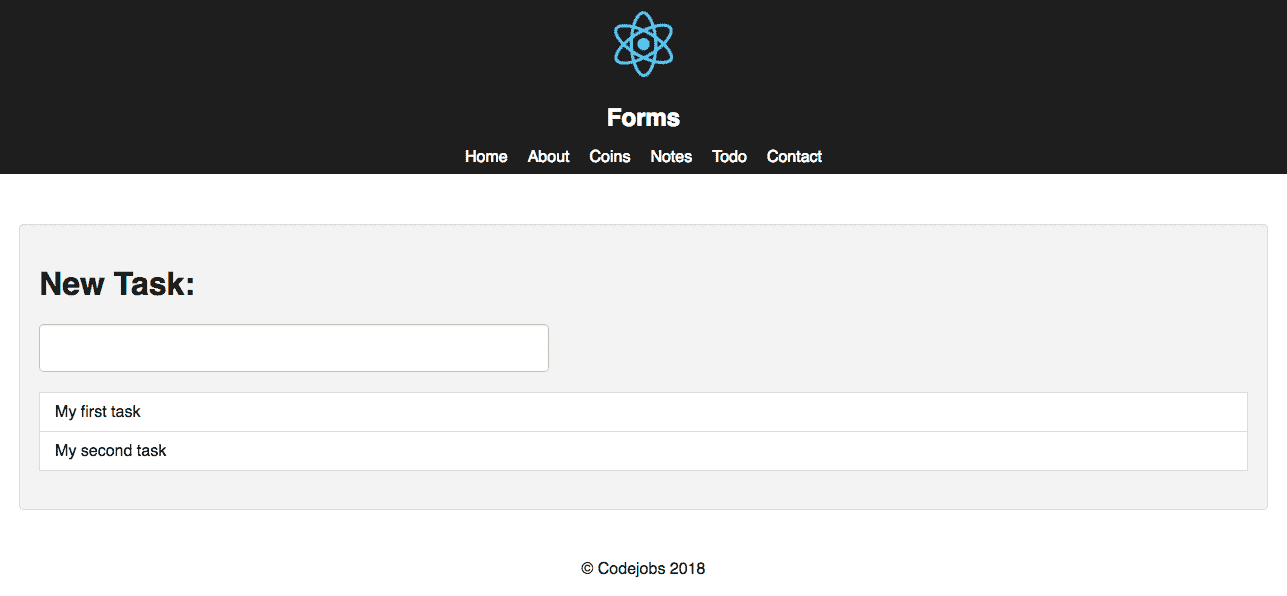 Forms
Home About Coins Notes Todo Contact
New Task:
My first task
My second task
© Codejobs 2018